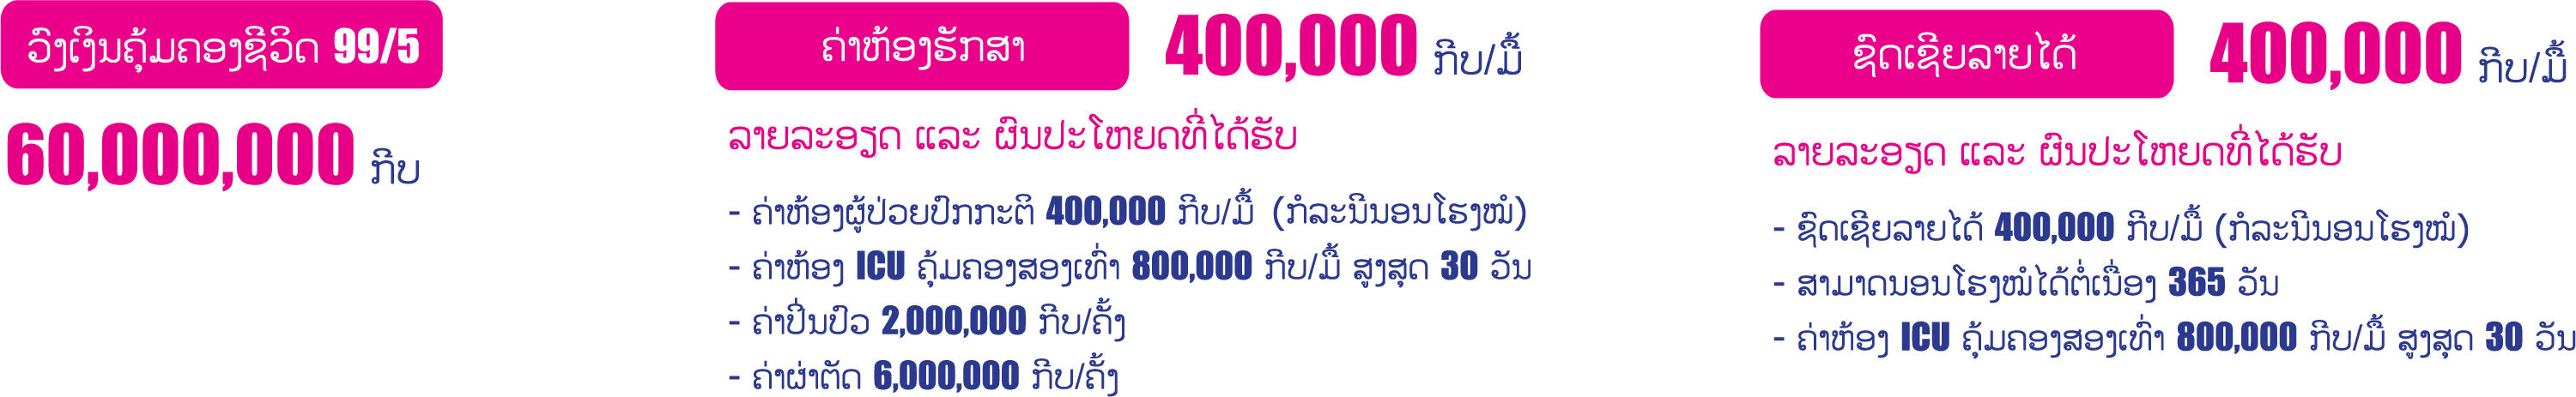 ວົງເງິນຄຸ້ມຄອງຊີວິດ 99/5
60,000,000 ກີບ
ຄ່າຫ້ອງຮັກສາ 400,000 ກີບ/ມື້
ລາຍລະອຽດ ແລະ ຜົນປະໂຫຍດທີ່ໄດ້ຮັບ
- ຄ່າຫ້ອງຜູ້ປ່ວຍປົກກະຕິ 400,000 ກີບ/ມື້ (ກໍລະນີນອນໂຮງໝໍ)
- ຄ່າຫ້ອງ ICU ຄຸ້ມຄອງສອງເທົ່າ 800,000 ກີບ/ມື້ ສູງສຸດ 30 ວັນ
- ຄ່າປິ່ນປົວ 2,000,000 ກີບ/ຄັ້ງ
- ຄ່າຜ່າຕັດ 6,000,000 ກີບ/ຄັ້ງ
ຊົດເຊີຍລາຍໄດ້ 400,000 ກີບ/ມື້
ລາຍລະອຽດ ແລະ ຜົນປະໂຫຍດທີ່ໄດ້ຮັບ
- ຊົດເຊີຍລາຍໄດ້ 400,000 ກີບ/ມື້ (ກໍລະນີນອນໂຮງໝໍ)
- ສາມາດນອນໂຮງໝໍໄດ້ຕໍ່ເນື່ອງ 365 ວັນ
- ຄ່າຫ້ອງ ICU ຄຸ້ມຄອງສອງເທົ່າ 800,000 ກີບ/ມື້ ສູງສຸດ 30 ວັນ